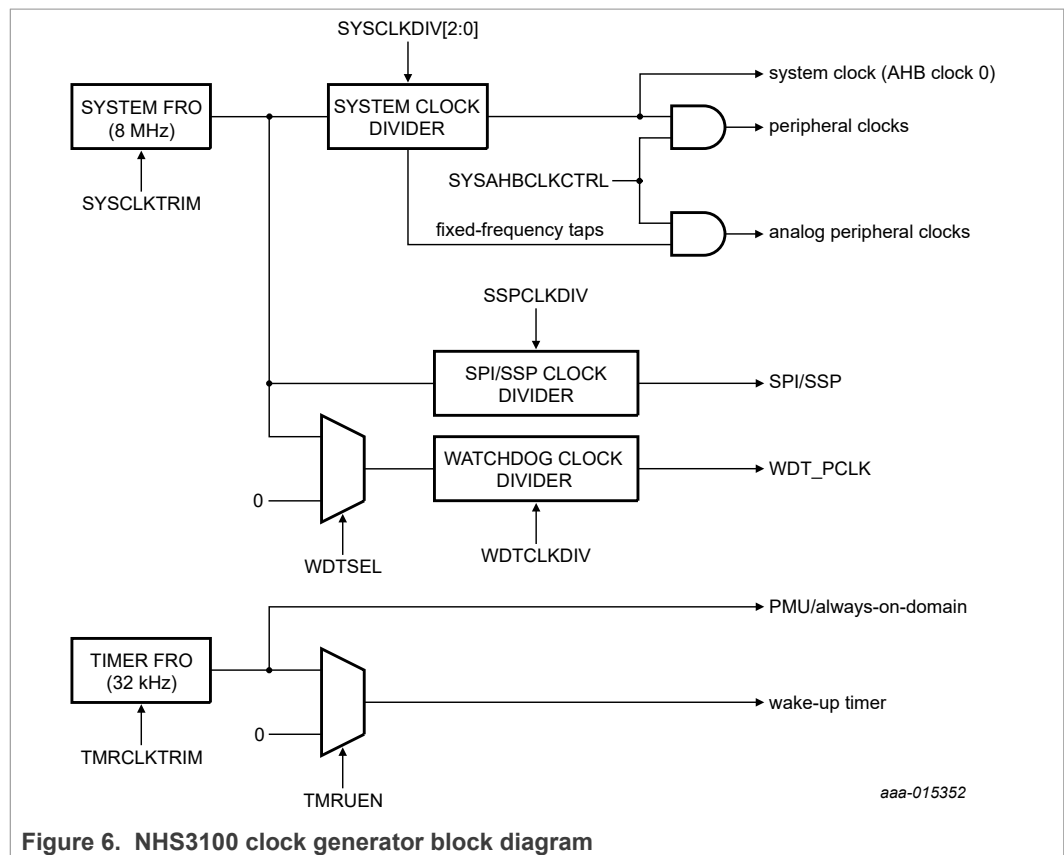 SYSCLKDIV[2:0]
SYSTEM FRO
(8 MHz)
SYSTEM CLOCK
DIVIDER
system clock (AHB clock 0)
peripheral clocks
SYSCLKTRIM
SYSAHBCLKCTRL
fixed-frequency taps
analog peripheral clocks
SSPCLKDIV
SPI/SSP CLOCK
DIVIDER
SPI/SSP
WATCHDOG CLOCK
DIVIDER
WDT_PCLK
0
WDTSEL
WDTCLKDIV
PMU/always-on-domain
TIMER FRO
(32 kHz)
wake-up timer
0
TMRCLKTRIM
TMRUEN
aaa-015352
Figure 6. NHS3100 clock generator block diagram